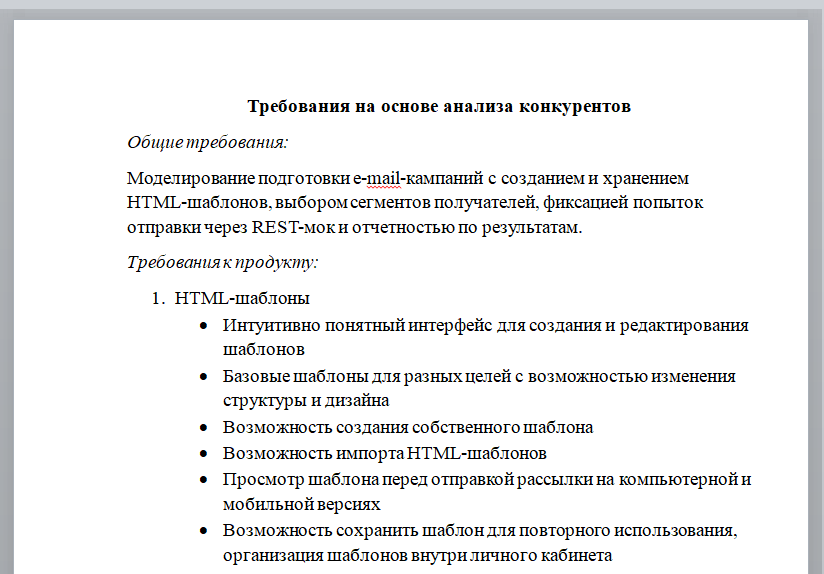 Требования на основе анализа конкурентов
Общие требования:
Моделирование подготовки e-mail-кампаний с созданием и хранением
HTML-шаблонов, выбором сегментов получателей, фиксацией попыток
отправки через REST-мок и отчетностью по результатам.
Требования к продукту:
1. HTML-шаблоны
• Интуитивно понятный интерфейс для создания и редактирования
шаблонов
• Базовые шаблоны для разных целей с возможностью изменения
структуры и дизайна
• Возможность создания собственного шаблона
• Возможность импорта HTML-шаблонов
• Просмотр шаблона перед отправкой рассылки на компьютерной и
мобильной версиях
• Возможность сохранить шаблон для повторного использования,
организация шаблонов внутри личного кабинета